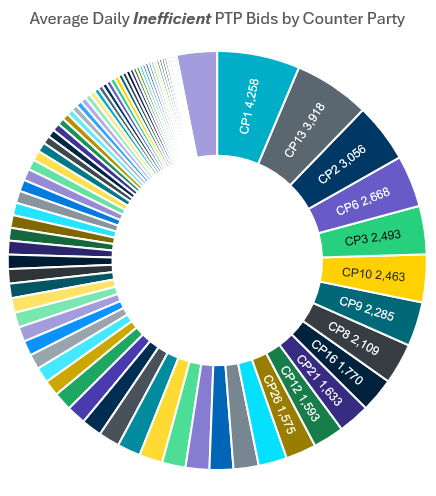 Average Daily Inefficient PTP Bids by Counter Party
CP1 4,258
CP13 3,918
CP2 3,056
CP6 2,668
CP3 2,493
CP10 2,463
CP9 2,285
CP8 2,109
CP16 1,770
CP21 1,633
CP12 1,593
CP26 1,575